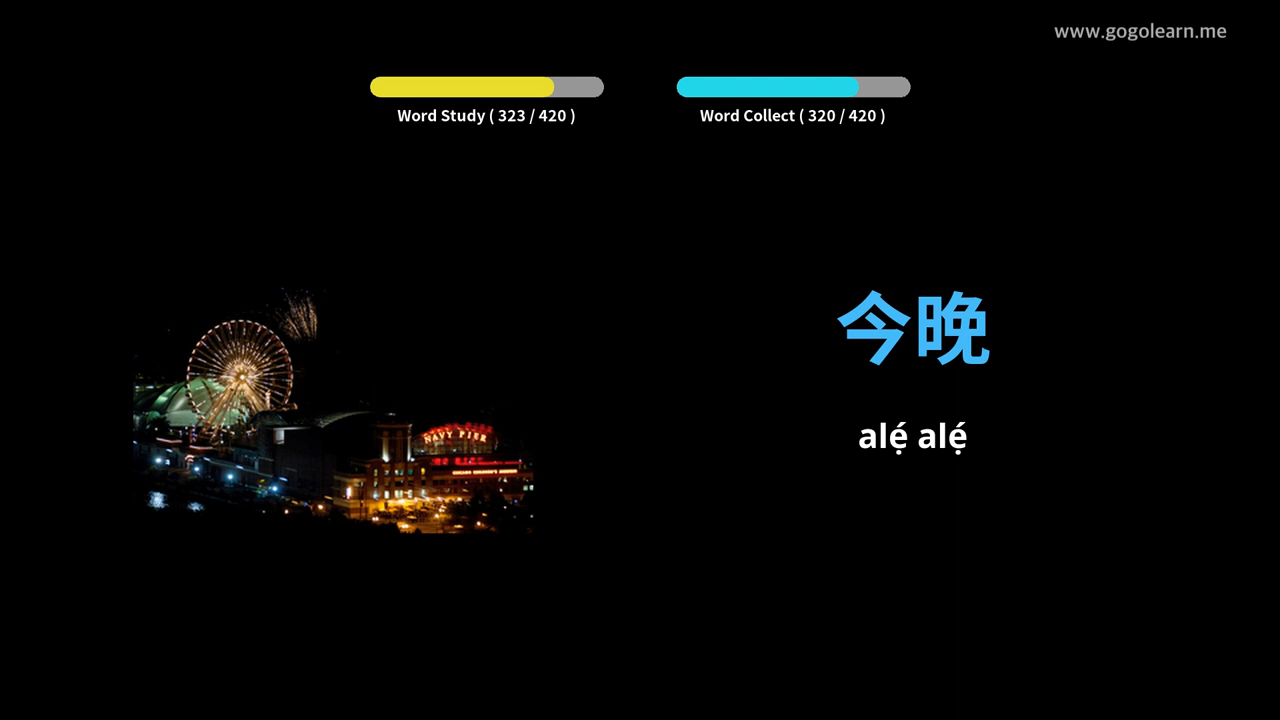 www.gogolearn.me
Word Study ( 323 / 420 )
Word Collect ( 320 / 420 )
今晚
alẹ́ alẹ́
NAVY PIER